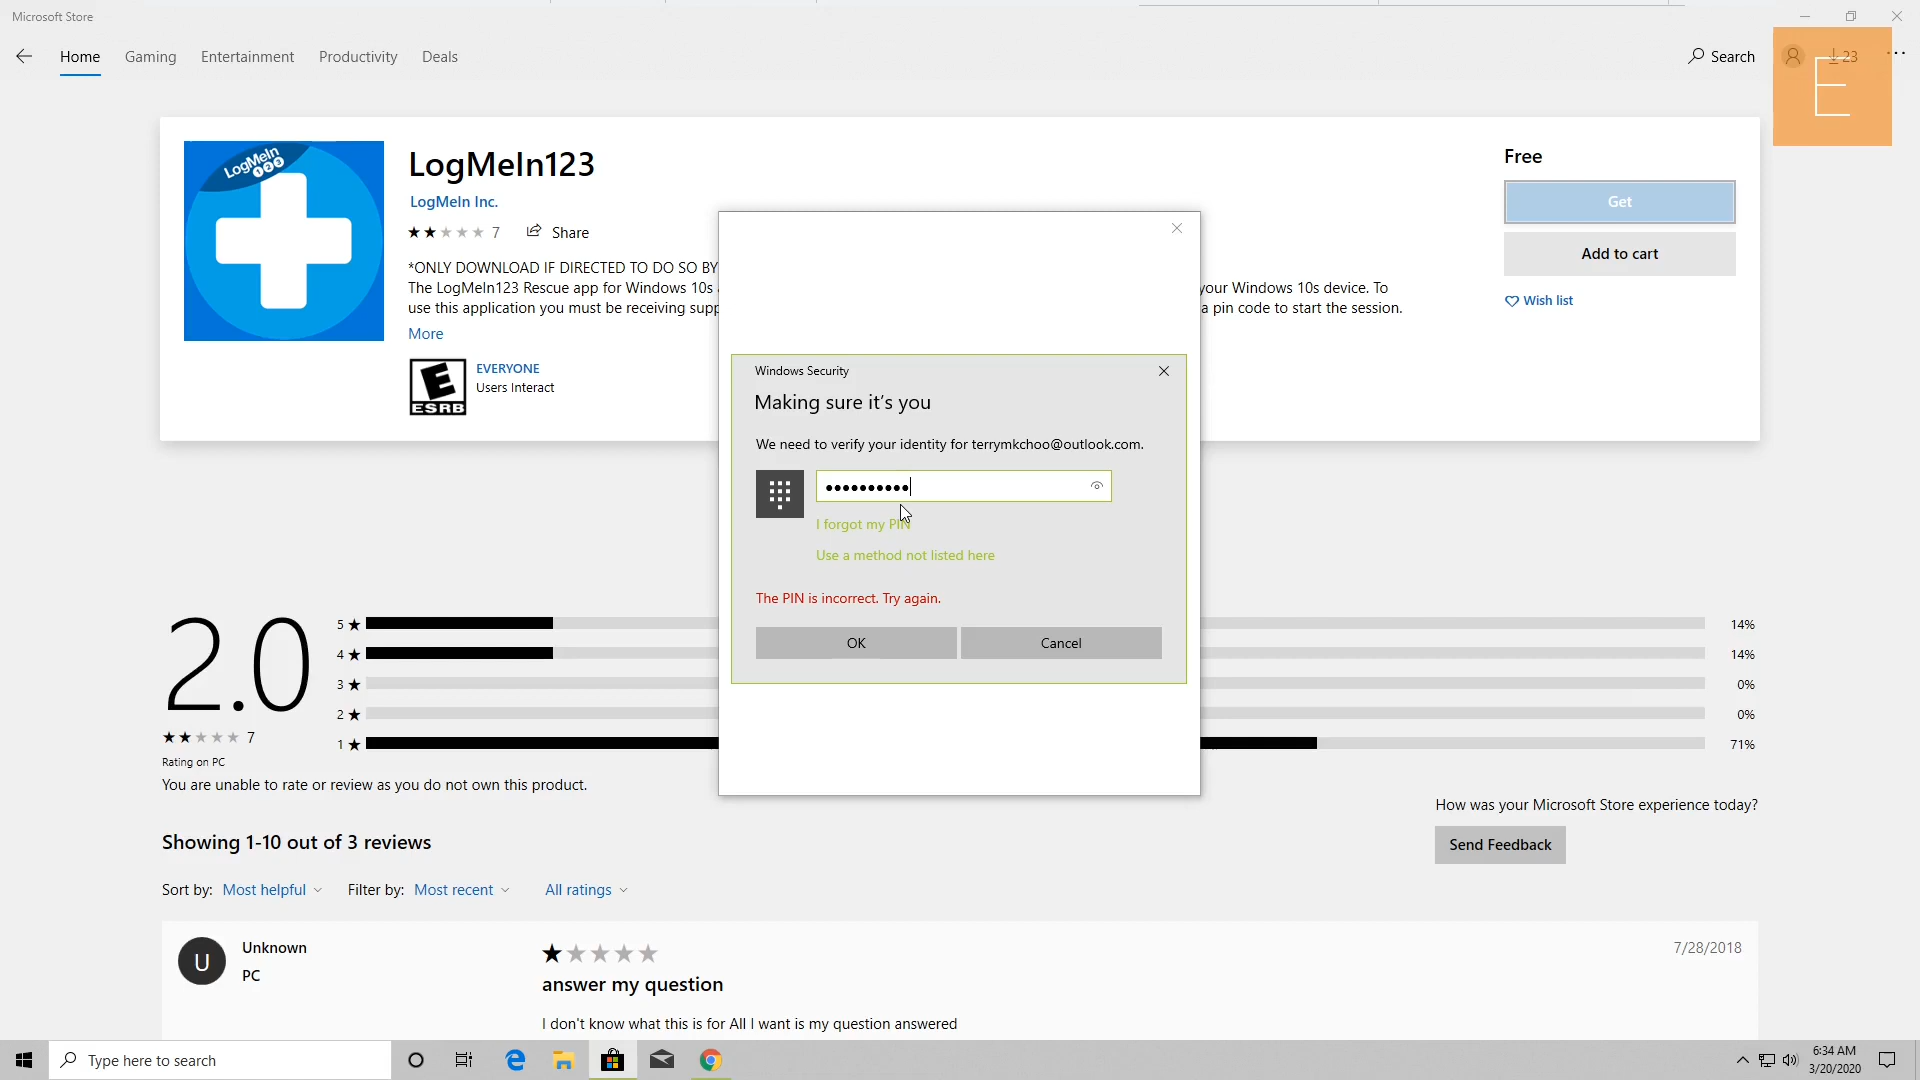 Microsoft Store
Home Gaming Entertainment Productivity Deals
Search
23
E
LogMeIn
123
LogMeIn123
LogMeIn Inc.
7 Share
*ONLY DOWNLOAD IF DIRECTED TO DO SO BY
The LogMeIn123 Rescue app for Windows 10s
your Windows 10s device. To
use this application you must be receiving supp
a pin code to start the session.
More
E
ESRB
EVERYONE
Users Interact
Free
Get
Add to cart
Wish list
Windows Security
Making sure it's you
We need to verify your identity for terrymkchoo@outlook.com.
I forgot my PIN
Use a method not listed here
The PIN is incorrect. Try again.
OK Cancel
2.0
7
Rating on PC
5 14%
4 14%
3 0%
2 0%
1 71%
You are unable to rate or review as you do not own this product.
How was your Microsoft Store experience today?
Send Feedback
Showing 1-10 out of 3 reviews
Sort by: Most helpful Filter by: Most recent All ratings
U
Unknown
PC
answer my question
I don't know what this is for All I want is my question answered
7/28/2018
Type here to search
6:34 AM
3/20/2020